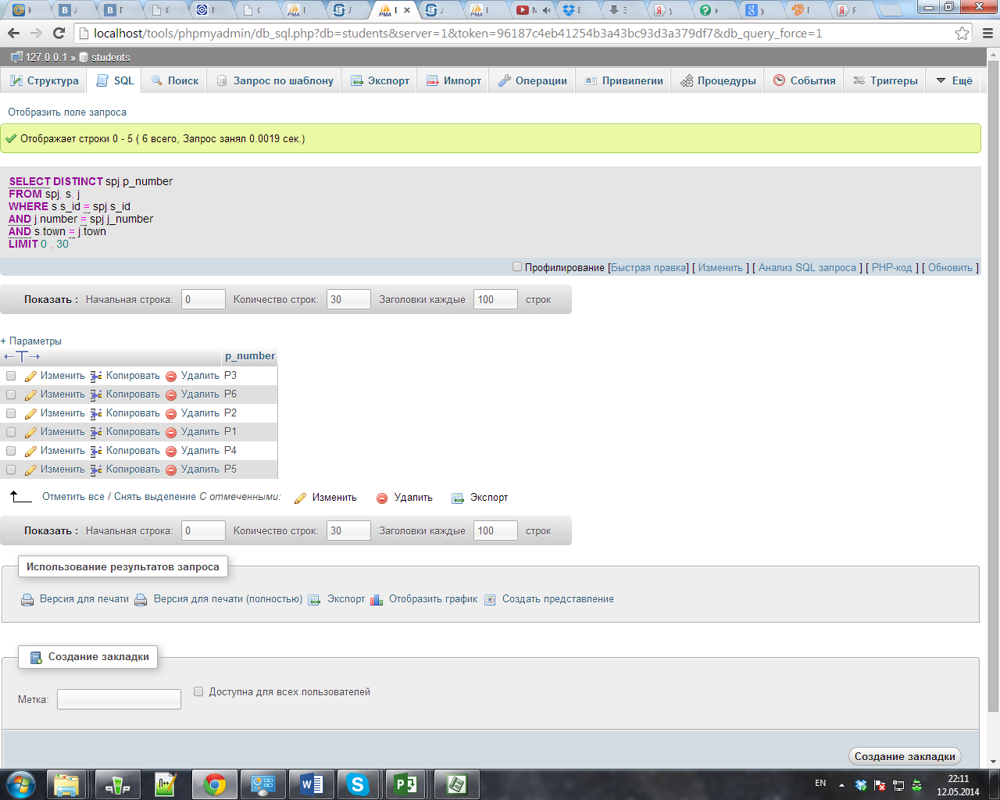 localhost/tools/phpmyadmin/db_sql.php?db=students&server=1&token=96187c4eb41254b3a43bc93d3a379df7&db_query_force=1
127.0.0.1 » students
Структура SQL Поиск Запрос по шаблону Экспорт Импорт Операции Привилегии Процедуры События Триггеры Ещё
Отобразить поле запроса
Отображает строки 0 - 5 ( 6 всего, Запрос занял 0.0019 сек.)
SELECT DISTINCT spj.p_number
FROM spj, s, j
WHERE s.s_id = spj.s_id
AND j.number = spj.j_number
AND s.town = j.town
LIMIT 0 , 30
Профилирование [Быстрая правка] [ Изменить ] [ Анализ SQL запроса ] [ PHP-код ] [ Обновить ]
Показать : Начальная строка: 0 Количество строк: 30 Заголовки каждые 100 строк
+ Параметры
←T→ p_number
Изменить Копировать Удалить P3
Изменить Копировать Удалить P6
Изменить Копировать Удалить P2
Изменить Копировать Удалить P1
Изменить Копировать Удалить P4
Изменить Копировать Удалить P5
Отметить все / Снять выделение С отмеченными: Изменить Удалить Экспорт
Показать : Начальная строка: 0 Количество строк: 30 Заголовки каждые 100 строк
Использование результатов запроса
Версия для печати Версия для печати (полностью) Экспорт Отобразить график Создать представление
Создание закладки
Метка: Доступна для всех пользователей
Создание закладки
EN 22:11
12.05.2014